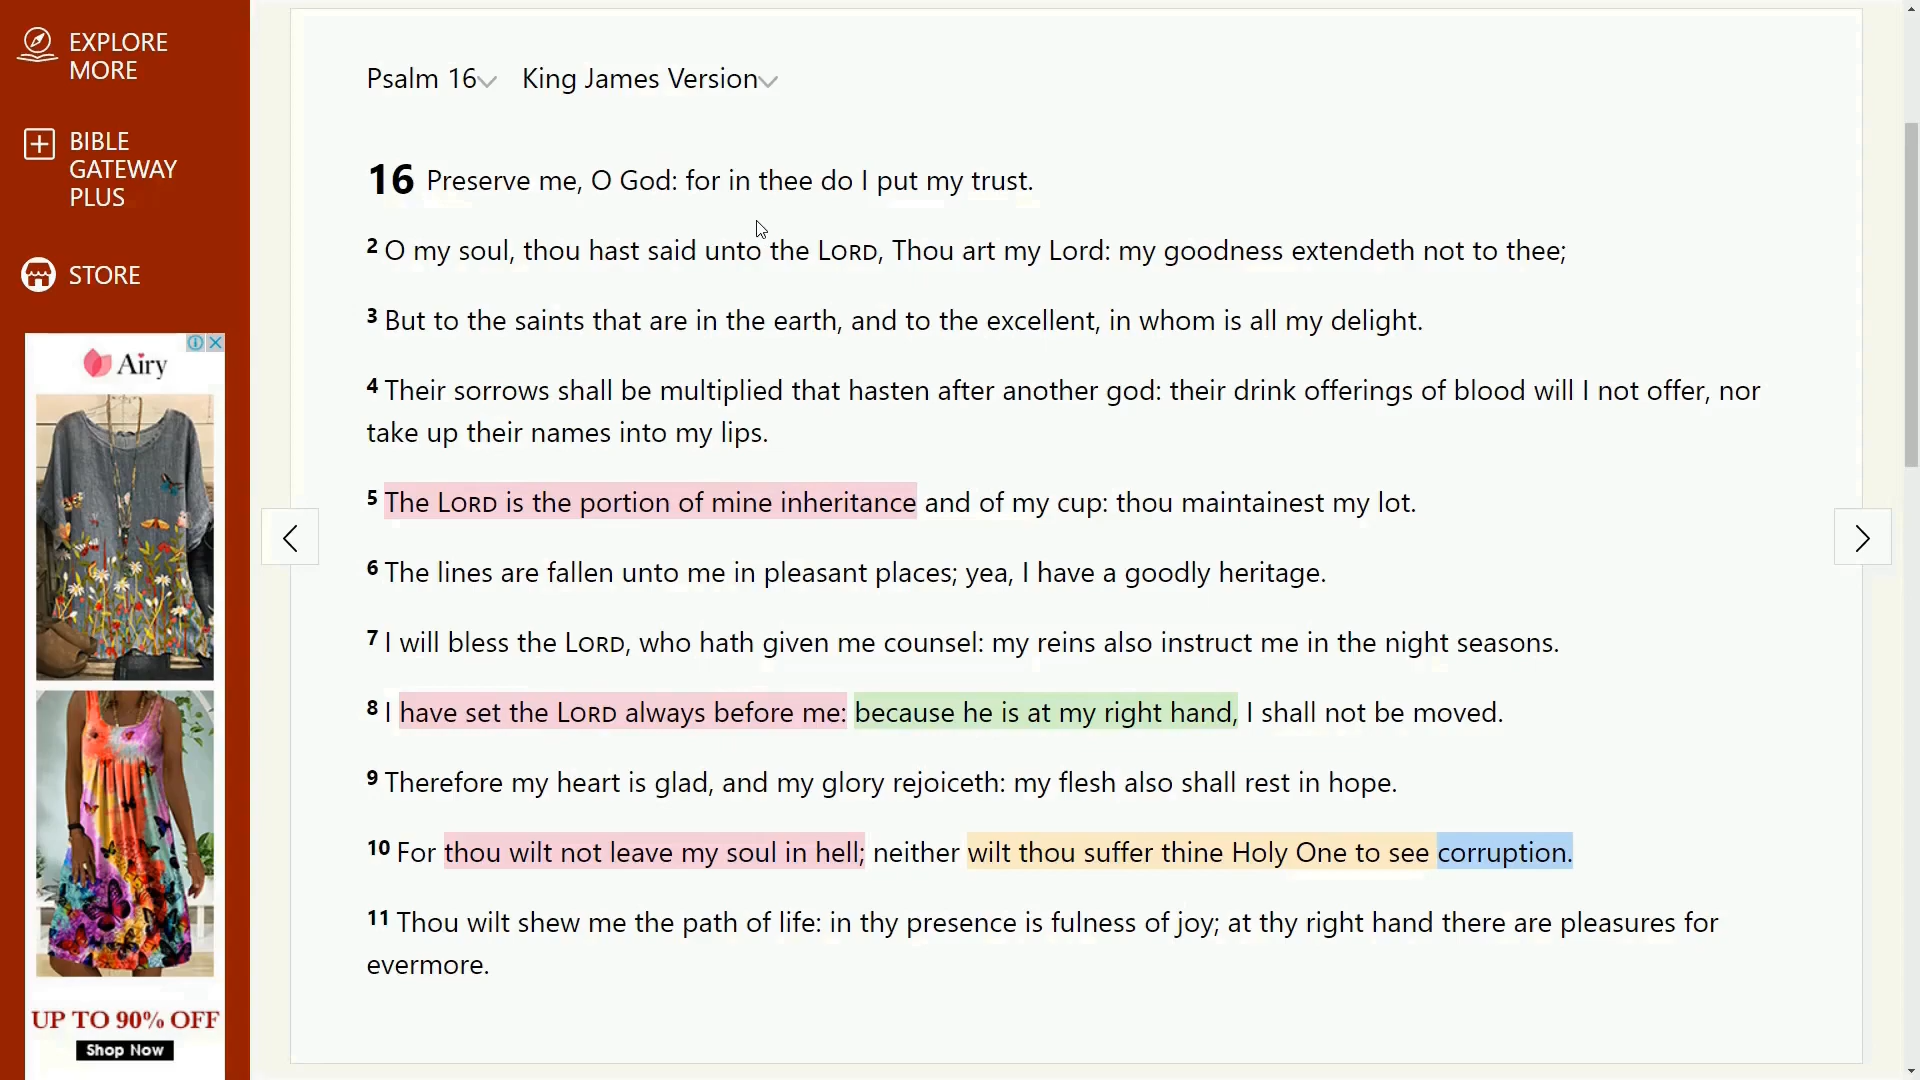 EXPLORE
MORE
BIBLE
GATEWAY
PLUS
STORE
Airy
UP TO 90% OFF
Shop Now
Psalm 16 King James Version
16 Preserve me, O God: for in thee do I put my trust.
2 O my soul, thou hast said unto the LORD, Thou art my Lord: my goodness extendeth not to thee;
3 But to the saints that are in the earth, and to the excellent, in whom is all my delight.
4 Their sorrows shall be multiplied that hasten after another god: their drink offerings of blood will I not offer, nor
take up their names into my lips.
5 The LORD is the portion of mine inheritance and of my cup: thou maintainest my lot.
6 The lines are fallen unto me in pleasant places; yea, I have a goodly heritage.
7 I will bless the LORD, who hath given me counsel: my reins also instruct me in the night seasons.
8 I have set the LORD always before me: because he is at my right hand, I shall not be moved.
9 Therefore my heart is glad, and my glory rejoiceth: my flesh also shall rest in hope.
10 For thou wilt not leave my soul in hell; neither wilt thou suffer thine Holy One to see corruption.
11 Thou wilt shew me the path of life: in thy presence is fulness of joy; at thy right hand there are pleasures for
evermore.